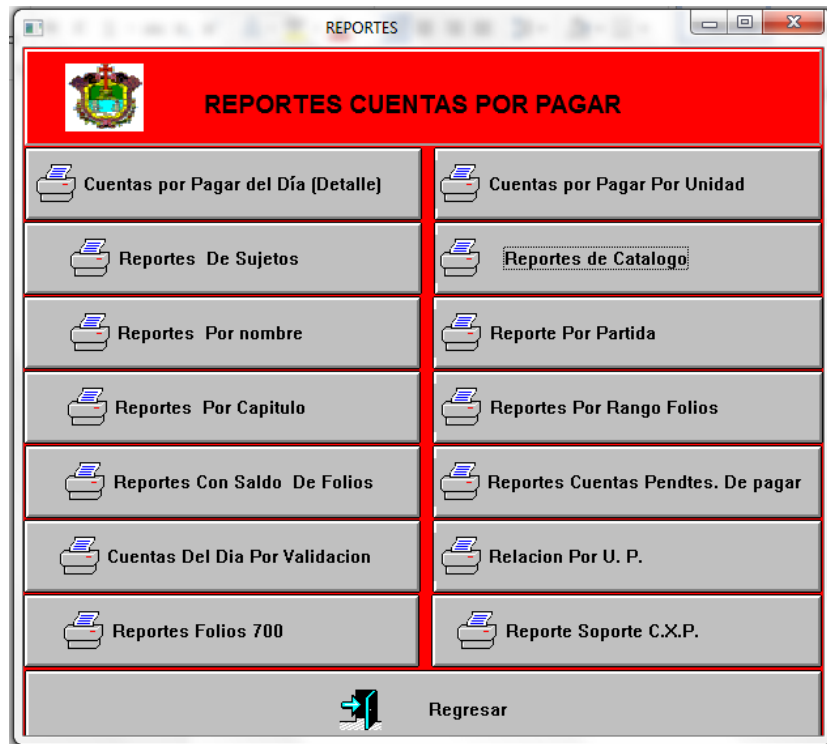 REPORTES
REPORTES CUENTAS POR PAGAR
Cuentas por Pagar del Día (Detalle)
Cuentas por Pagar Por Unidad
Reportes De Sujetos
Reportes de Catalogo
Reportes Por nombre
Reporte Por Partida
Reportes Por Capitulo
Reportes Por Rango Folios
Reportes Con Saldo De Folios
Reportes Cuentas Pendtes. De pagar
Cuentas Del Dia Por Validacion
Relacion Por U. P.
Reportes Folios 700
Reporte Soporte C.X.P.
Regresar